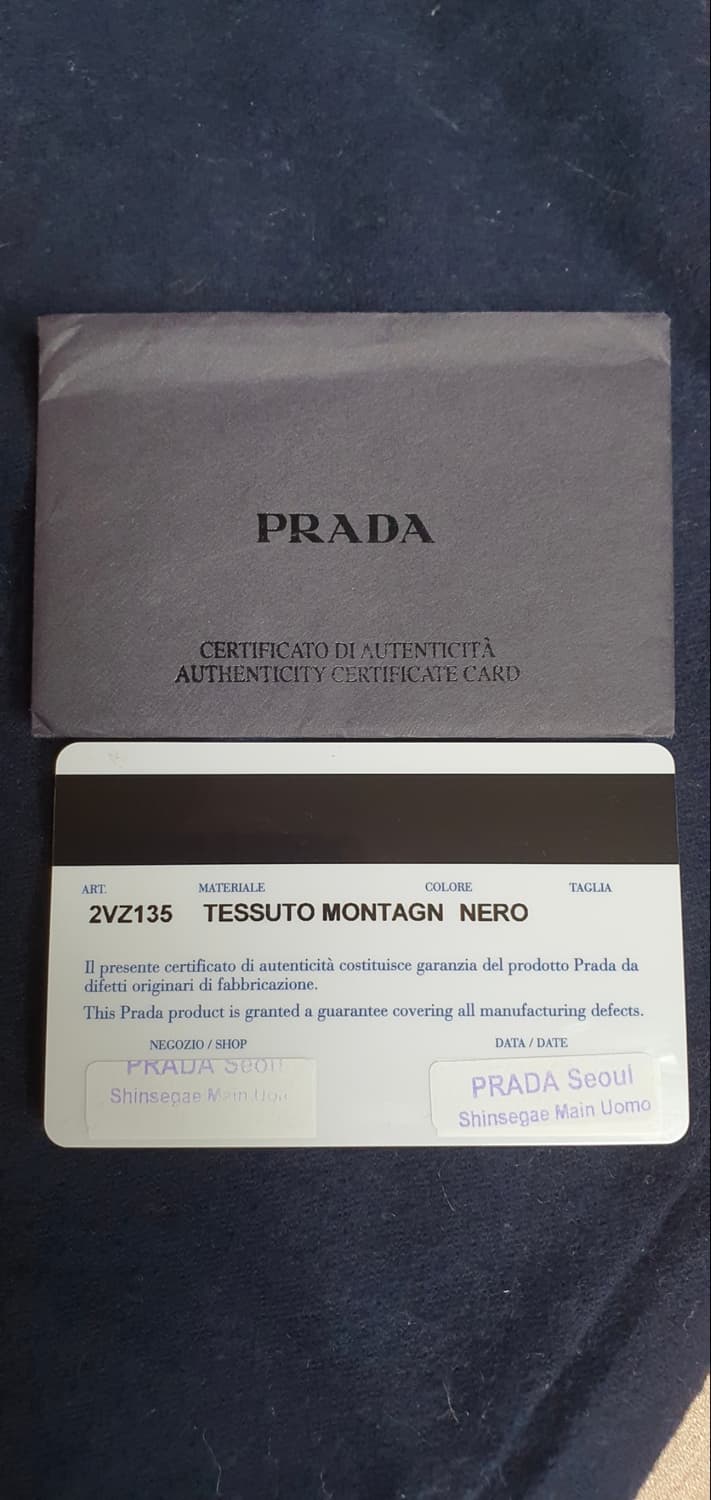 PRADA
CERTIFICATO DI AUTENTICITÀ
AUTHENTICITY CERTIFICATE CARD
ART. MATERIALE COLORE TAGLIA
2VZ135 TESSUTO MONTAGN NERO
Il presente certificato di autenticità costituisce garanzia del prodotto Prada da
difetti originari di fabbricazione.
This Prada product is granted a guarantee covering all manufacturing defects.
NEGOZIO / SHOP DATA / DATE
PRADA Seoul PRADA Seoul
Shinsegae Main Shinsegae Main Uomo